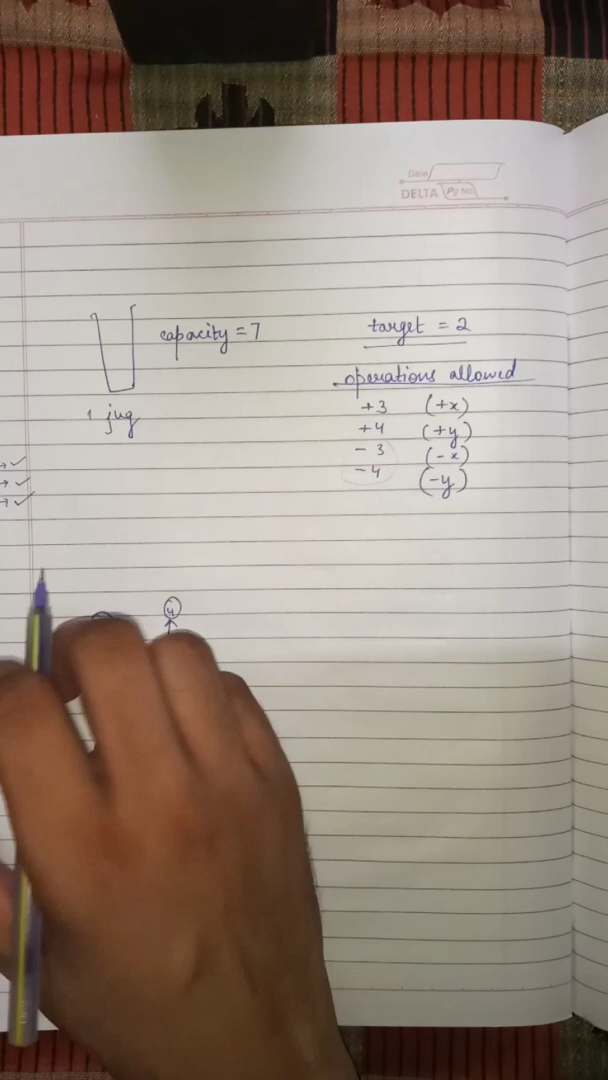 Date
DELTA Pg No.
capacity = 7
target = 2
1 jug
operations allowed
+3 (+x)
+4 (+y)
-3 (-x)
-4 (-y)
→ ✓
→ ✓
→ ✓
4